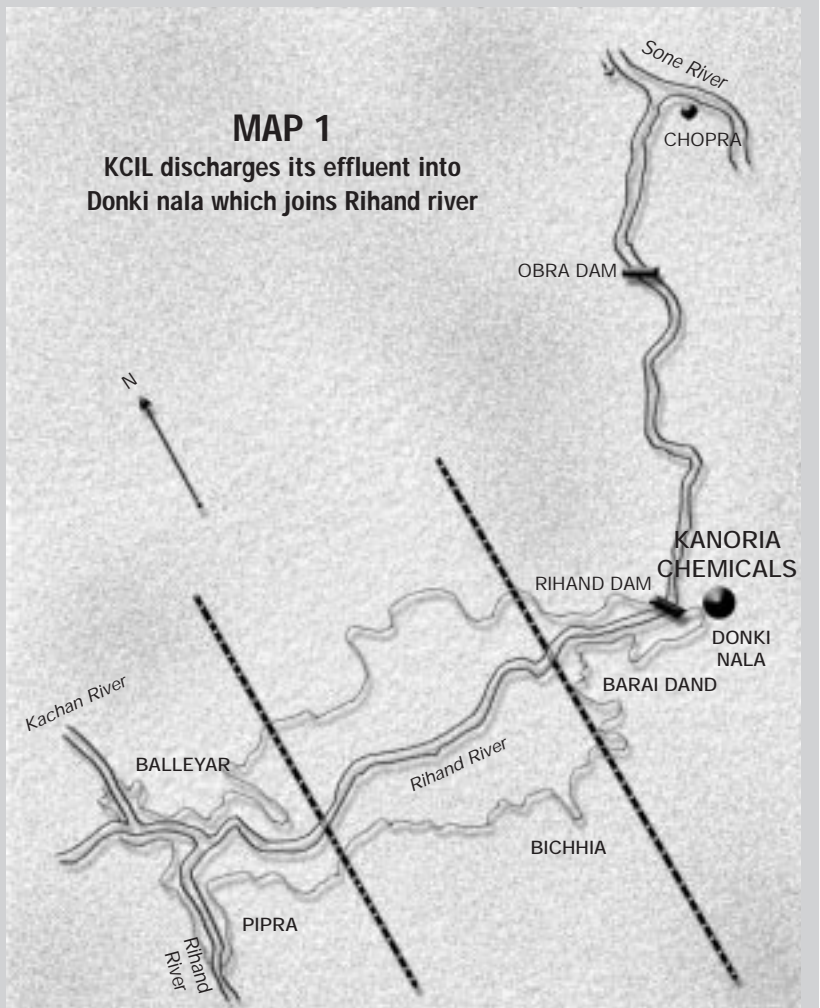 Sone River
MAP 1
KCIL discharges its effluent into
Donki nala which joins Rihand river
CHOPRA
OBRA DAM
N
KANORIA
CHEMICALS
RIHAND DAM
DONKI
NALA
BARAI DAND
Kachan River
BALLEYAR
Rihand River
BICHHIA
PIPRA
Rihand
River